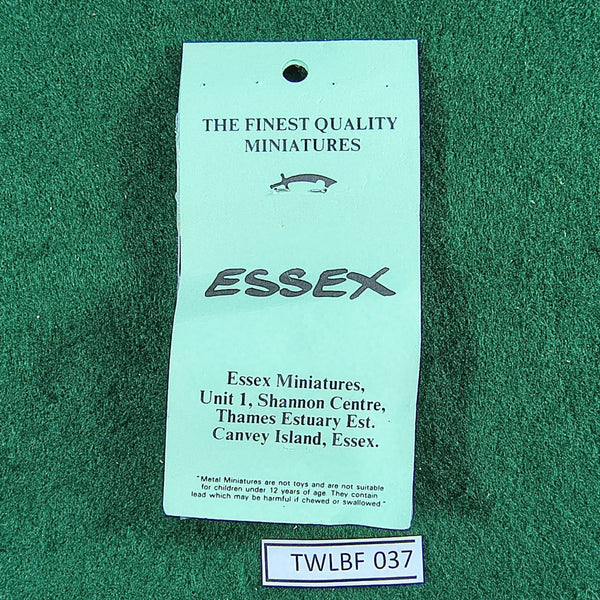 THE FINEST QUALITY
MINIATURES
ESSEX
Essex Miniatures,
Unit 1, Shannon Centre,
Thames Estuary Est.
Canvey Island, Essex.
"Metal Miniatures are not toys and are not suitable
for children under 12 years of age. They contain
lead which may be harmful if chewed or swallowed."
TWLBF 037